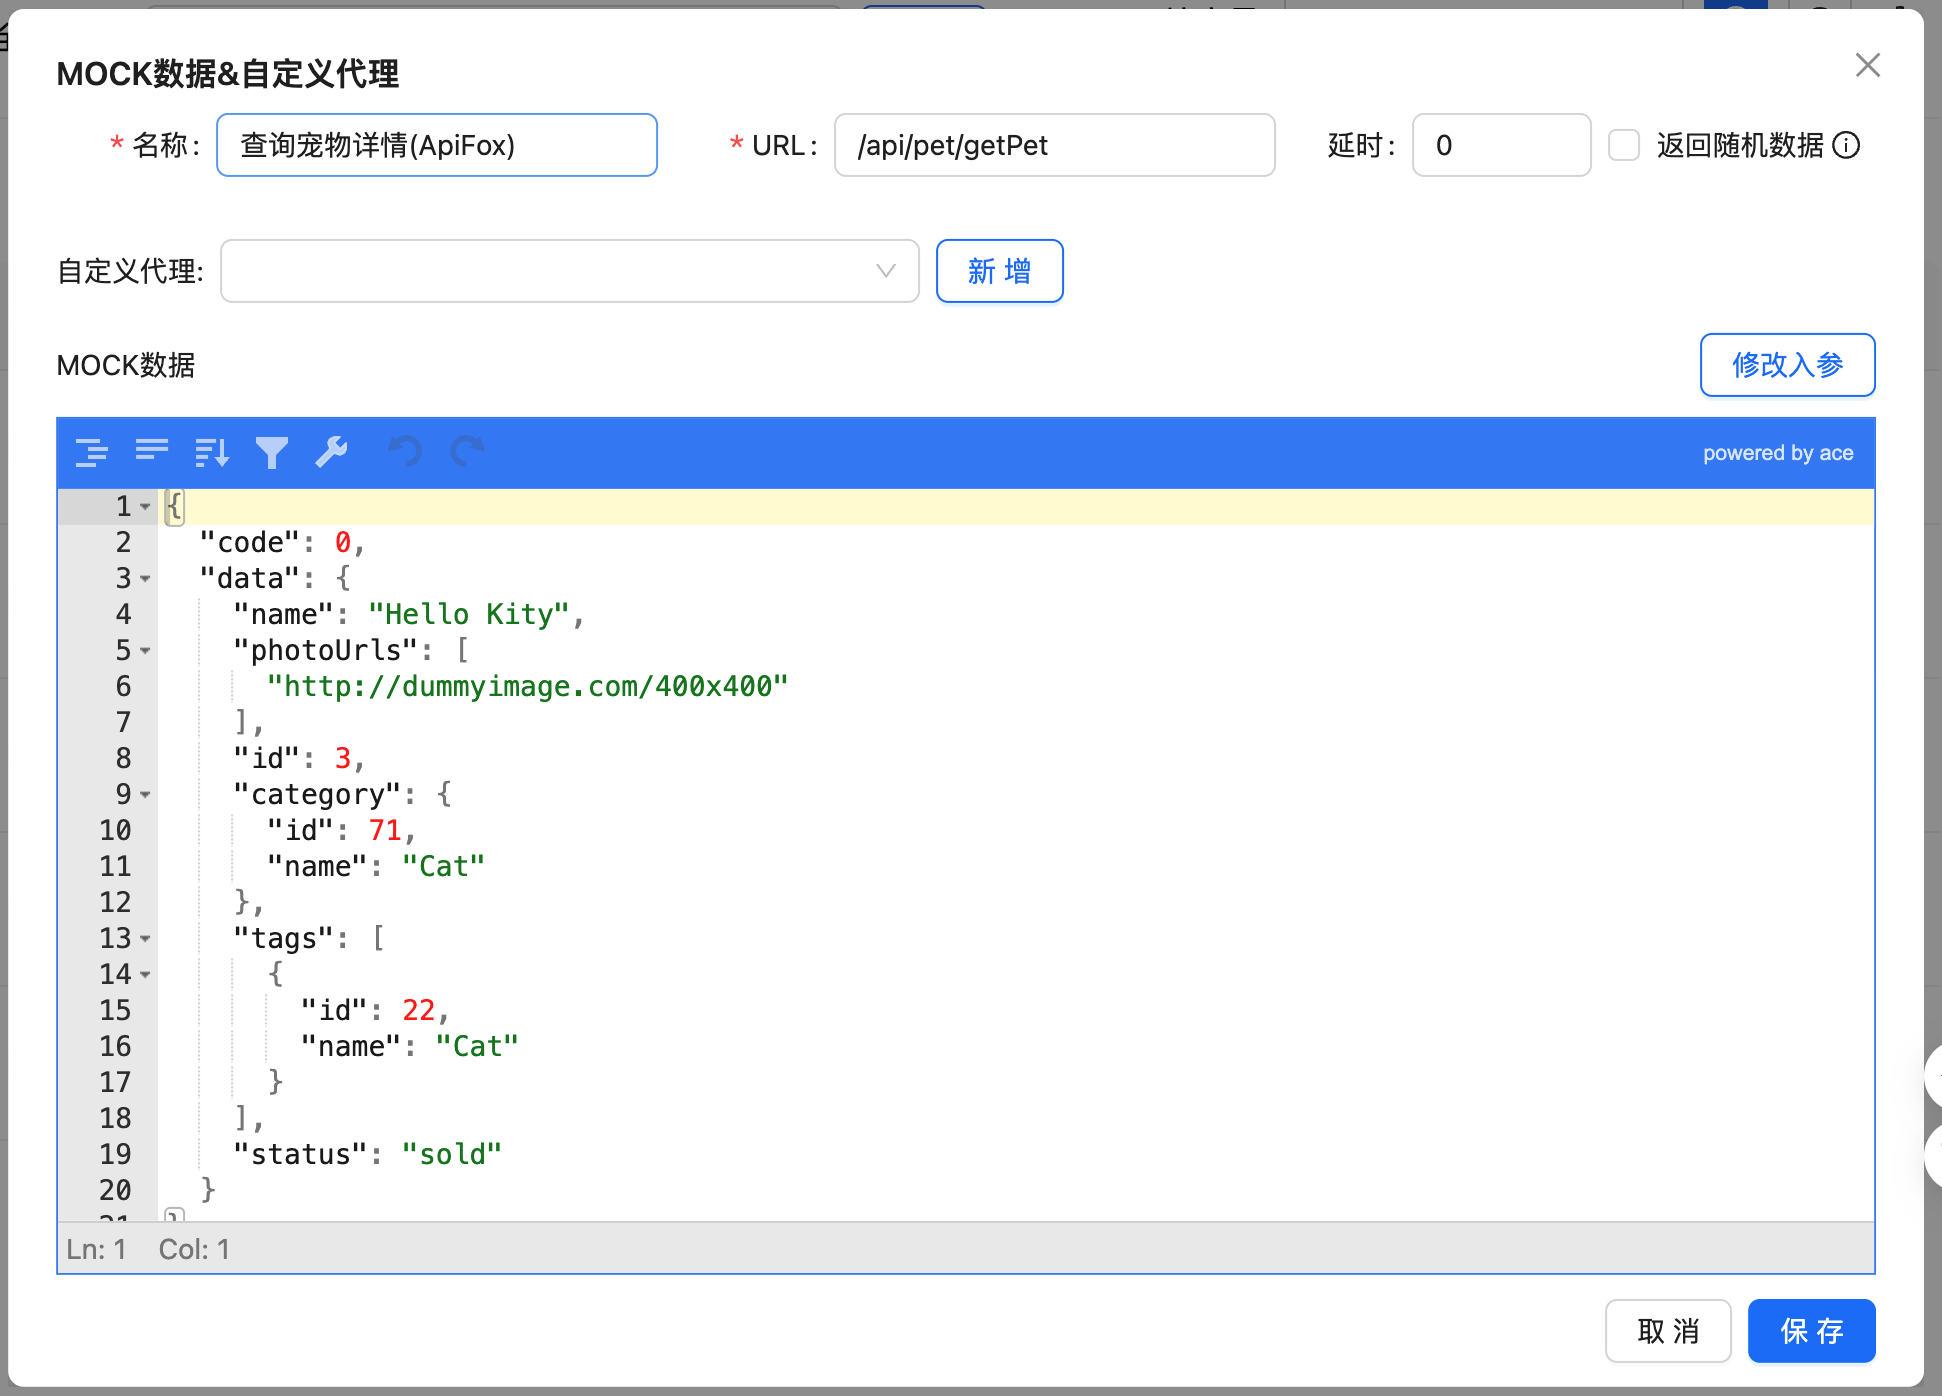 MOCK数据&自定义代理
* 名称: 查询宠物详情(ApiFox) * URL: /api/pet/getPet 延时: 0 返回随机数据
自定义代理: 新 增
MOCK数据 修改入参
powered by ace
1 {
2 "code": 0,
3 "data": {
4 "name": "Hello Kity",
5 "photoUrls": [
6 "http://dummyimage.com/400x400"
7 ],
8 "id": 3,
9 "category": {
10 "id": 71,
11 "name": "Cat"
12 },
13 "tags": [
14 {
15 "id": 22,
16 "name": "Cat"
17 }
18 ],
19 "status": "sold"
20 }
21 }
Ln: 1 Col: 1
取 消 保 存